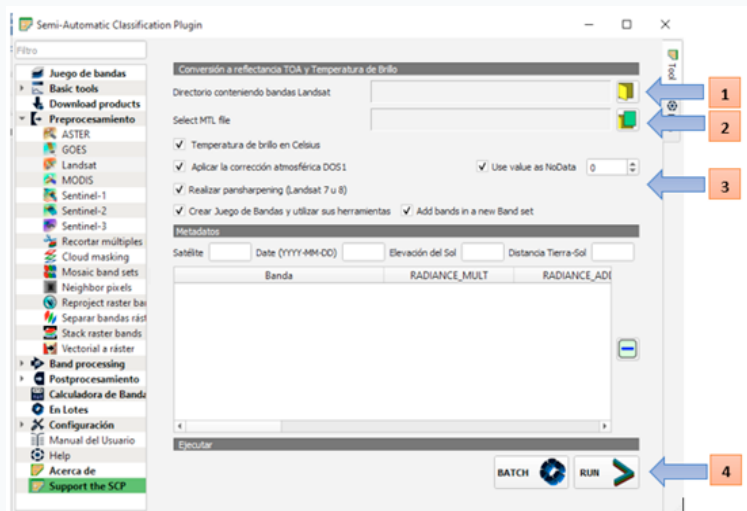 Semi-Automatic Classification Plugin
Filtro
Juego de bandas
Basic tools
Download products
Preprocesamiento
ASTER
GOES
Landsat
MODIS
Sentinel-1
Sentinel-2
Sentinel-3
Recortar múltiples
Cloud masking
Mosaic band sets
Neighbor pixels
Reproject raster bar
Separar bandas rást
Stack raster bands
Vectorial a ráster
Band processing
Postprocesamiento
Calculadora de Banda
En Lotes
Configuración
Manual del Usuario
Help
Acerca de
Support the SCP
Conversión a reflectancia TOA y Temperatura de Brillo
Directorio conteniendo bandas Landsat
Select MTL file
Temperatura de brillo en Celsius
Aplicar la corrección atmosférica DOS1
Use value as NoData 0
Realizar pansharpening (Landsat 7 u 8)
Crear Juego de Bandas y utilizar sus herramientas Add bands in a new Band set
Metadatos
Satélite Date (YYYY-MM-DD) Elevación del Sol Distancia Tierra-Sol
Banda RADIANCE_MULT RADIANCE_ADI
Ejecutar
BATCH RUN
Tool
1
2
3
4